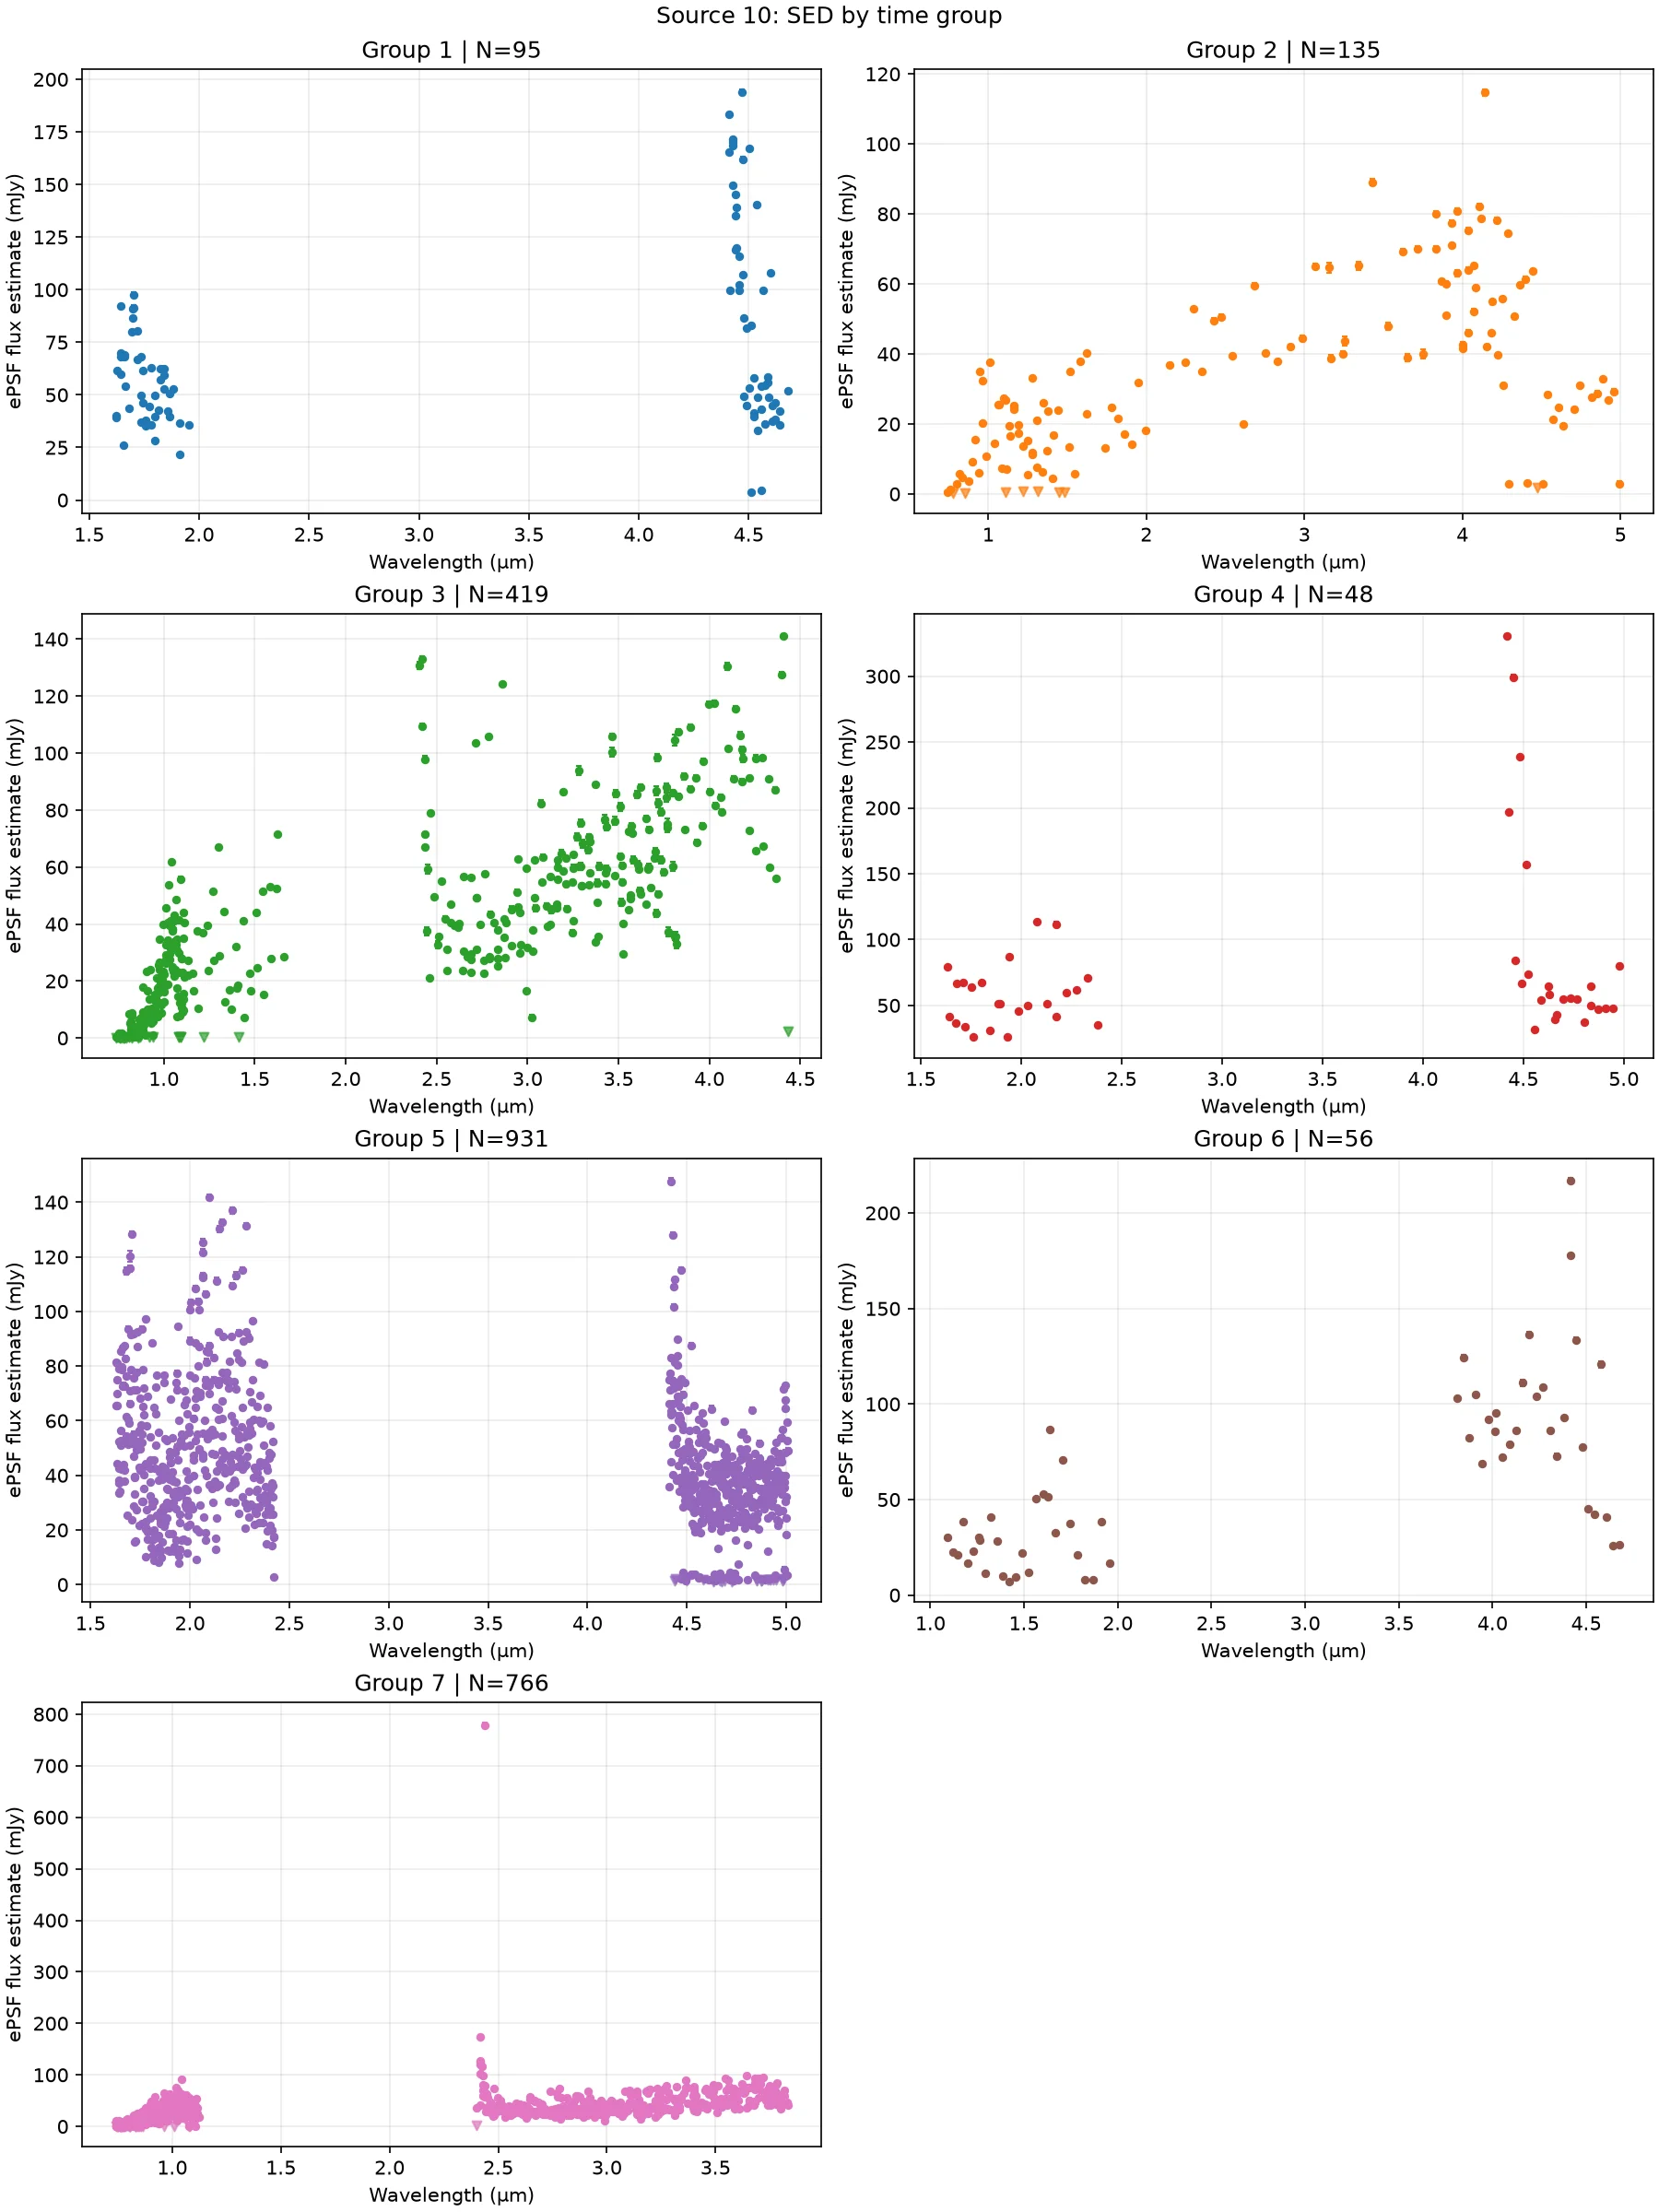 Source 10: SED by time group
Group 1 | N=95
ePSF flux estimate (mJy)
200
175
150
125
100
75
50
25
0
1.5 2.0 2.5 3.0 3.5 4.0 4.5
Wavelength (µm)
Group 2 | N=135
ePSF flux estimate (mJy)
120
100
80
60
40
20
0
1 2 3 4 5
Wavelength (µm)
Group 3 | N=419
ePSF flux estimate (mJy)
140
120
100
80
60
40
20
0
1.0 1.5 2.0 2.5 3.0 3.5 4.0 4.5
Wavelength (µm)
Group 4 | N=48
ePSF flux estimate (mJy)
300
250
200
150
100
50
1.5 2.0 2.5 3.0 3.5 4.0 4.5 5.0
Wavelength (µm)
Group 5 | N=931
ePSF flux estimate (mJy)
140
120
100
80
60
40
20
0
1.5 2.0 2.5 3.0 3.5 4.0 4.5 5.0
Wavelength (µm)
Group 6 | N=56
ePSF flux estimate (mJy)
200
150
100
50
0
1.0 1.5 2.0 2.5 3.0 3.5 4.0 4.5
Wavelength (µm)
Group 7 | N=766
ePSF flux estimate (mJy)
800
700
600
500
400
300
200
100
0
1.0 1.5 2.0 2.5 3.0 3.5
Wavelength (µm)